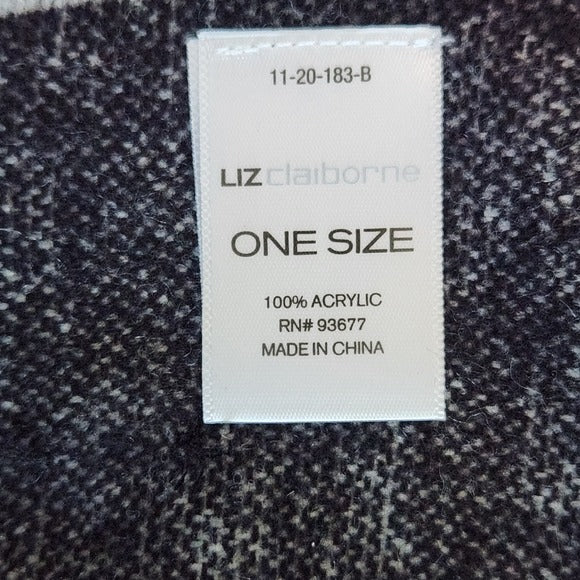 11-20-183-B
LIZ claiborne
ONE SIZE
100% ACRYLIC
RN# 93677
MADE IN CHINA